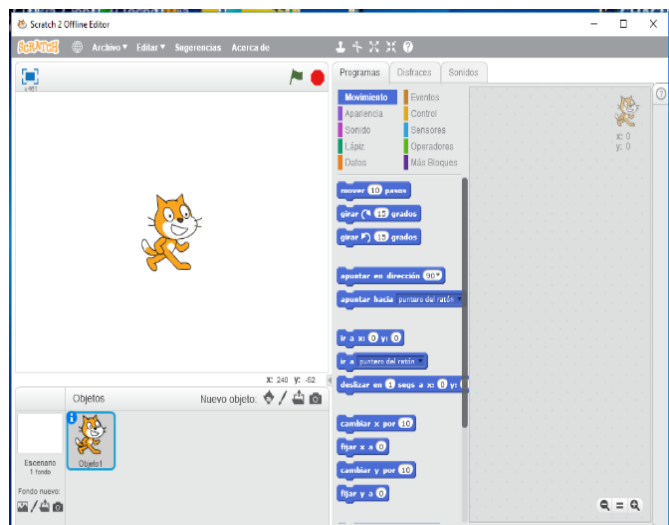 Scratch 2 Offline Editor
SCRATCH Archivo Editar Sugerencias Acerca de
v461
Programas Disfraces Sonidos
Movimiento Eventos
Apariencia Control
Sonido Sensores
Lápiz Operadores
Datos Más Bloques
x: 0
y: 0
mover 10 pasos
girar 15 grados
girar 15 grados
apuntar en dirección 90
apuntar hacia puntero del ratón
ir a x: 0 y: 0
ir a puntero del ratón
deslizar en 1 segs a x: 0 y:
cambiar x por 10
fijar x a 0
cambiar y por 10
fijar y a 0
x: 240 y: -52
Objetos Nuevo objeto:
Objeto1
Escenario
1 fondo
Fondo nuevo: